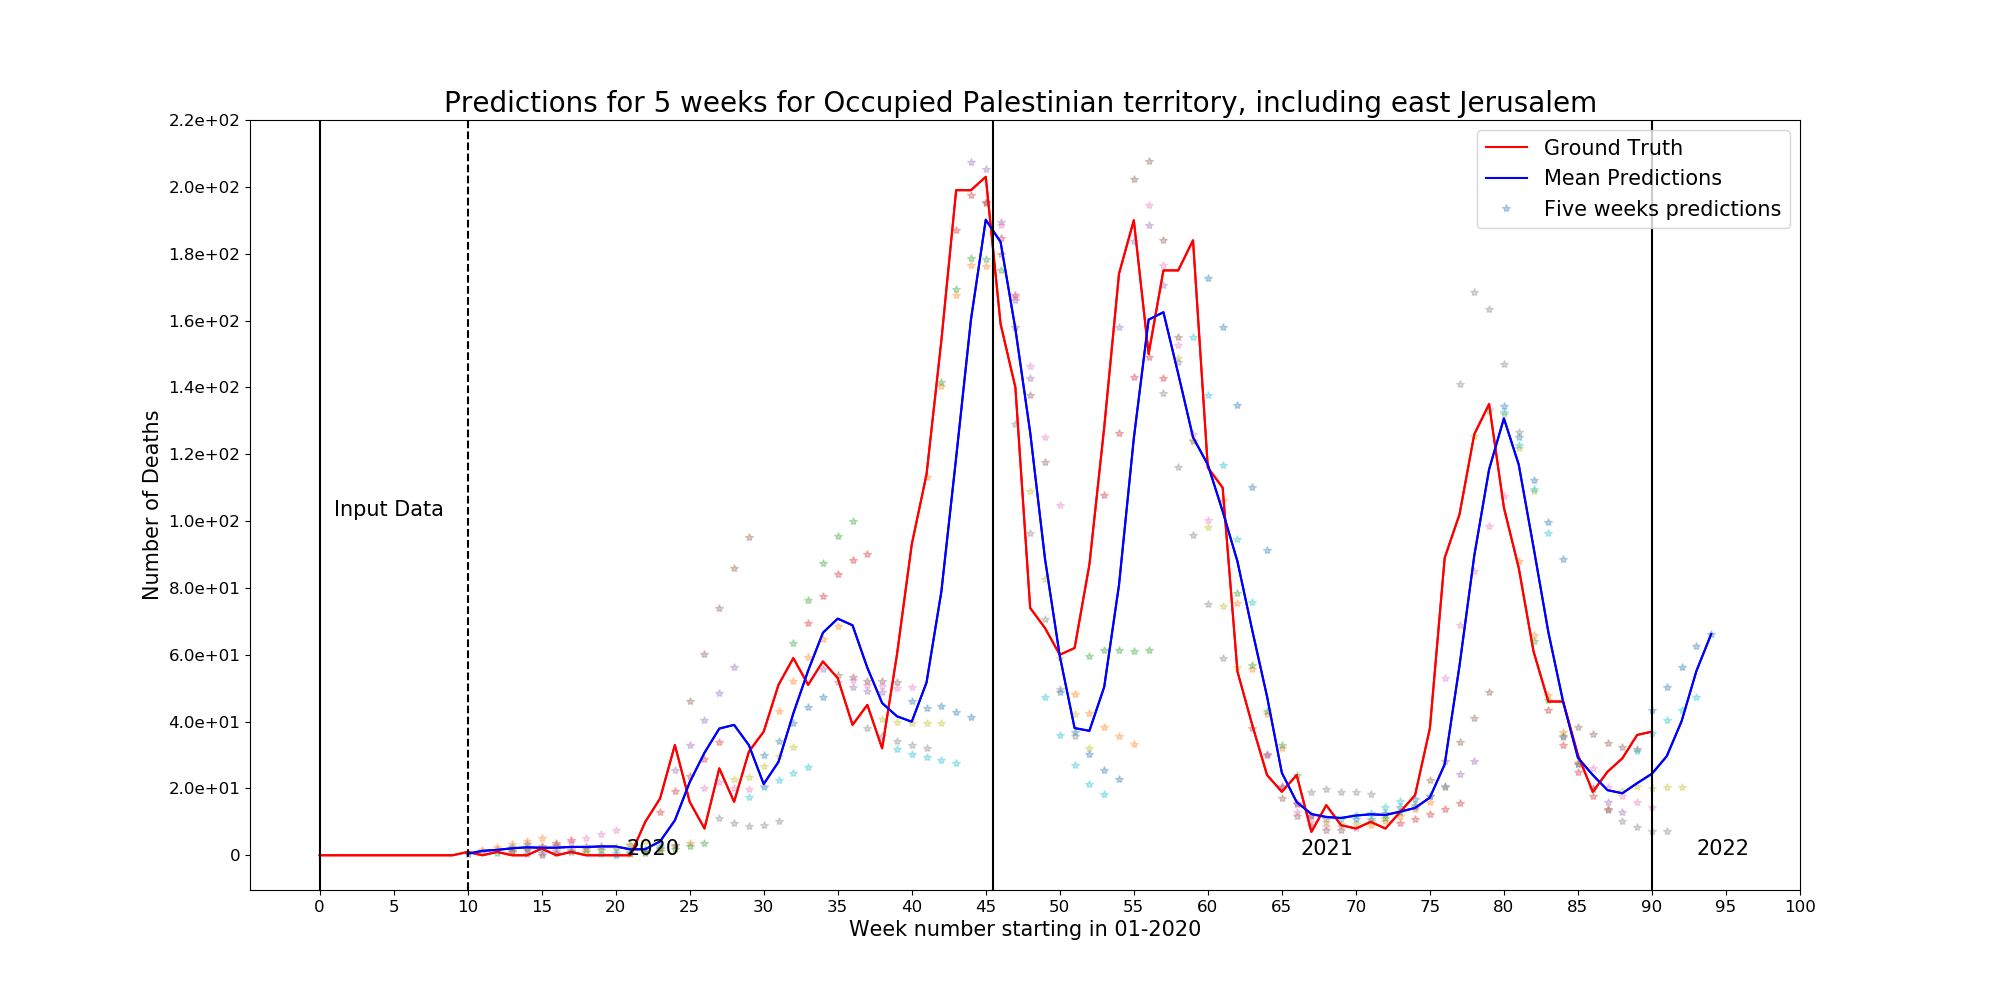 Predictions for 5 weeks for Occupied Palestinian territory, including east Jerusalem
2.2e+02
2.0e+02
1.8e+02
1.6e+02
1.4e+02
1.2e+02
1.0e+02
8.0e+01
6.0e+01
4.0e+01
2.0e+01
0
Number of Deaths
Ground Truth
Mean Predictions
Five weeks predictions
Input Data
2020
2021
2022
0 5 10 15 20 25 30 35 40 45 50 55 60 65 70 75 80 85 90 95 100
Week number starting in 01-2020